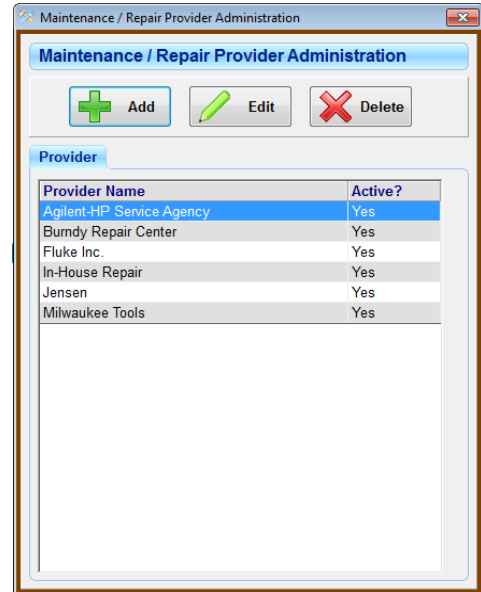 Maintenance / Repair Provider Administration
Maintenance / Repair Provider Administration
Add Edit Delete
Provider
Provider Name Active?
Agilent-HP Service Agency Yes
Burndy Repair Center Yes
Fluke Inc. Yes
In-House Repair Yes
Jensen Yes
Milwaukee Tools Yes